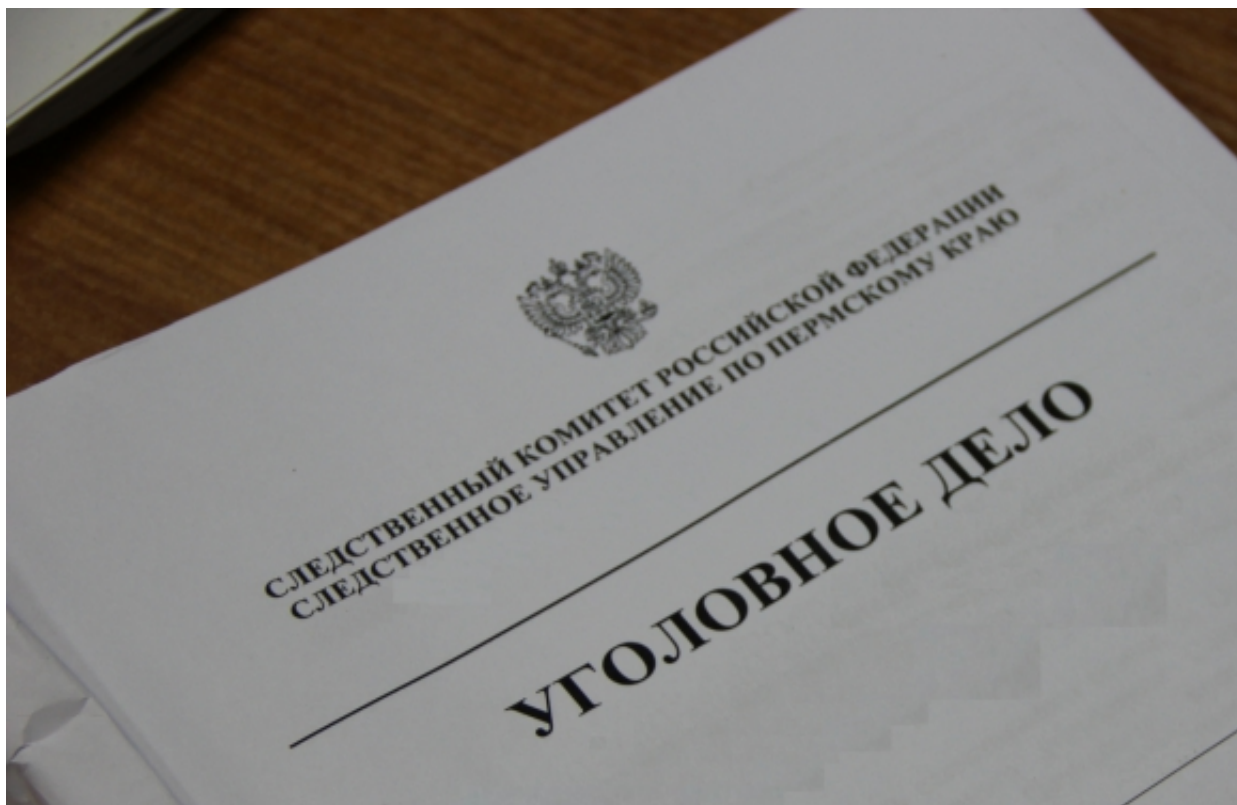 СЛЕДСТВЕННЫЙ КОМИТЕТ РОССИЙСКОЙ ФЕДЕРАЦИИ
СЛЕДСТВЕННОЕ УПРАВЛЕНИЕ ПО ПЕРМСКОМУ КРАЮ
УГОЛОВНОЕ ДЕЛО